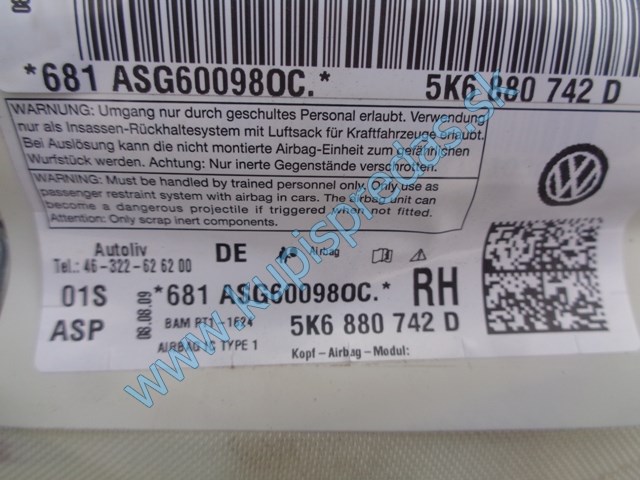 *681 ASG60098OC.*
5K6 880 742 D
WARNUNG: Umgang nur durch geschultes Personal erlaubt. Verwendung
nur als Insassen-Rückhaltesystem mit Luftsack für Kraftfahrzeuge erlaubt.
Bei Auslösung kann die nicht montierte Airbag-Einheit zum gefährlichen
Wurfstück werden. Achtung: Nur inerte Gegenstände verschrotten.
WARNING: Must be handled by trained personnel only. Only use as
passenger restraint system with airbag in cars. The airbag unit can
become a dangerous projectile if triggered when not fitted.
Attention: Only scrap inert components.
Autoliv
Tel.: 46-322-62 62 00
DE
Airbag
01S
ASP
08.08.09
*681 ASG60098OC.*
RH
BAM PT1-1624
5K6 880 742 D
AIRBAG IC TYPE 1
Kopf-Airbag-Modul:
www.kupispredas.sk